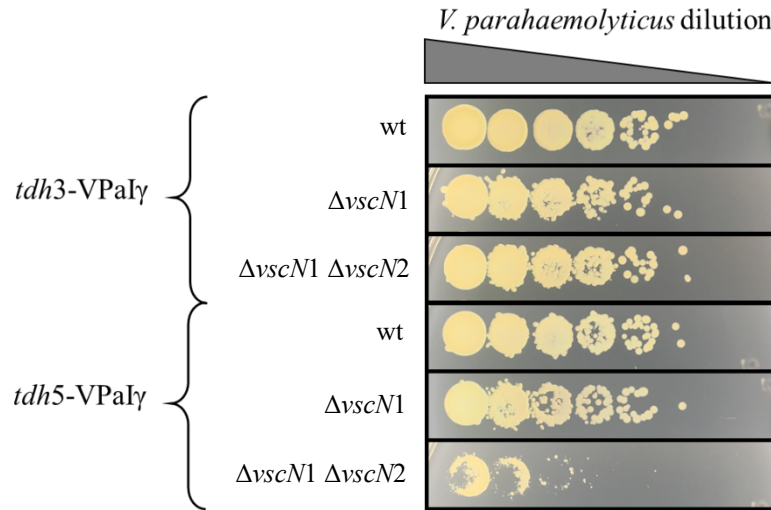 V. parahaemolyticus dilution
tdh3-VPaIγ
wt
ΔvscN1
ΔvscN1 ΔvscN2
tdh5-VPaIγ
wt
ΔvscN1
ΔvscN1 ΔvscN2